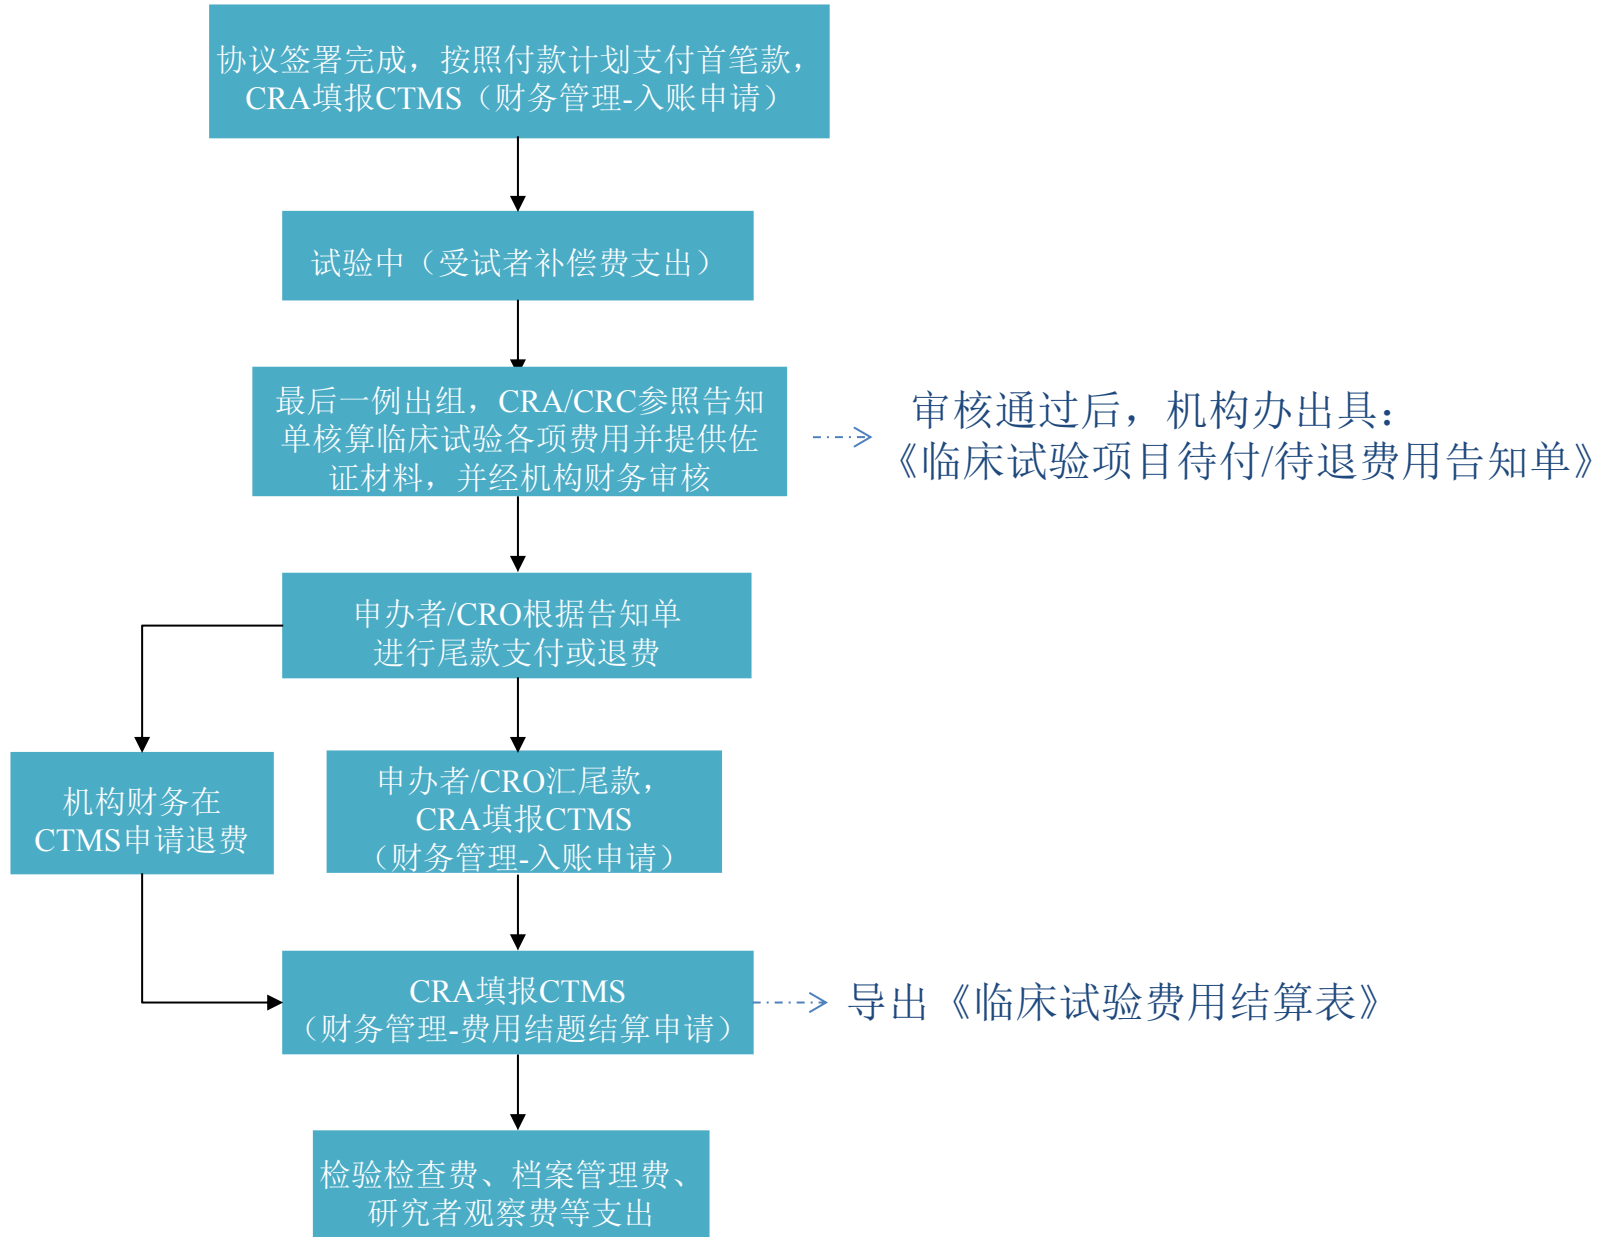 协议签署完成，按照付款计划支付首笔款，
CRA填报CTMS（财务管理-入账申请）
试验中（受试者补偿费支出）
最后一例出组，CRA/CRC参照告知
单核算临床试验各项费用并提供佐
证材料，并经机构财务审核
审核通过后，机构办出具：
《临床试验项目待付/待退费用告知单》
申办者/CRO根据告知单
进行尾款支付或退费
机构财务在
CTMS申请退费
申办者/CRO汇尾款，
CRA填报CTMS
（财务管理-入账申请）
CRA填报CTMS
（财务管理-费用结题结算申请）
导出《临床试验费用结算表》
检验检查费、档案管理费、
研究者观察费等支出